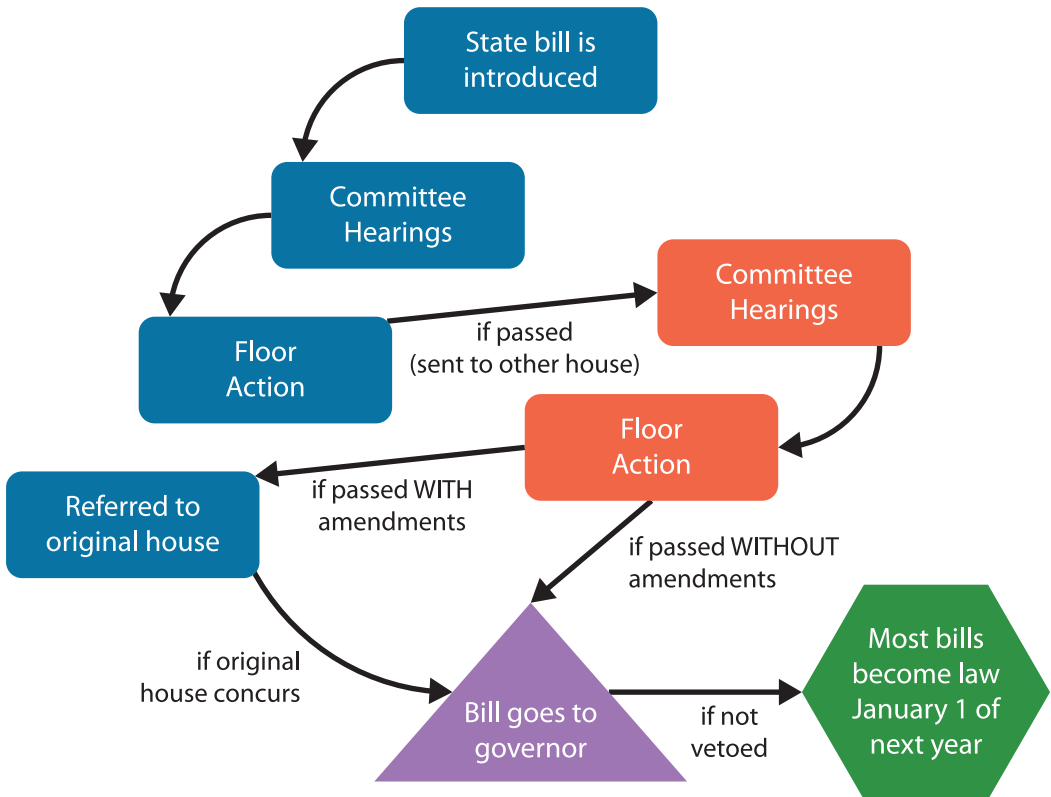 State bill is
introduced
Committee
Hearings
Floor
Action
if passed
(sent to other house)
Committee
Hearings
Floor
Action
if passed WITH
amendments
Referred to
original house
if passed WITHOUT
amendments
if original
house concurs
Bill goes to
governor
if not
vetoed
Most bills
become law
January 1 of
next year